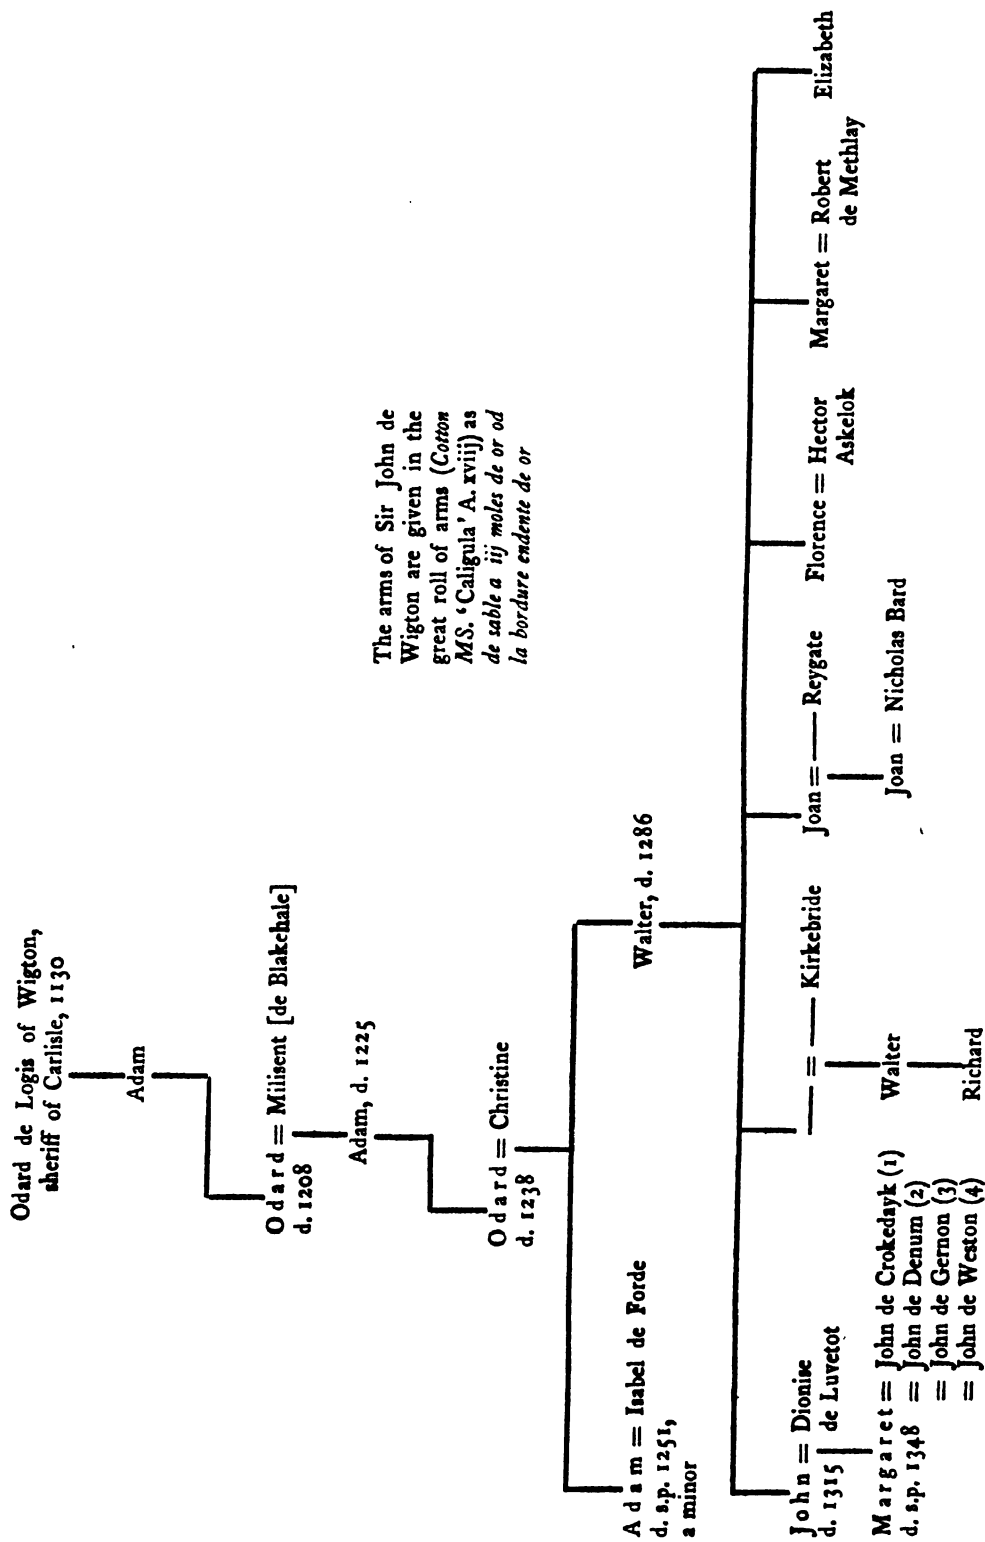 Odard de Logis of Wigton,
sheriff of Carlisle, 1130
Adam
Odard = Milisent [de Blakehale]
d. 1208
Adam, d. 1225
Odard = Christine
d. 1238
The arms of Sir John de
Wigton are given in the
great roll of arms (Cotton
MS. ‘Caligula’ A. xviij) as
de sable a iij moles de or od
la bordure endente de or
Adam = Isabel de Forde
d. s.p. 1251,
a minor
Walter, d. 1286
John = Dionise
d. 1315 de Luvetot
—— = —— Kirkebride
Joan = —— Reygate
Florence = Hector
Askelok
Margaret = Robert
de Methlay
Elizabeth
Margaret = John de Crokedayk (1)
d. s.p. 1348 = John de Denum (2)
= John de Gernon (3)
= John de Weston (4)
Walter
Richard
Joan = Nicholas Bard